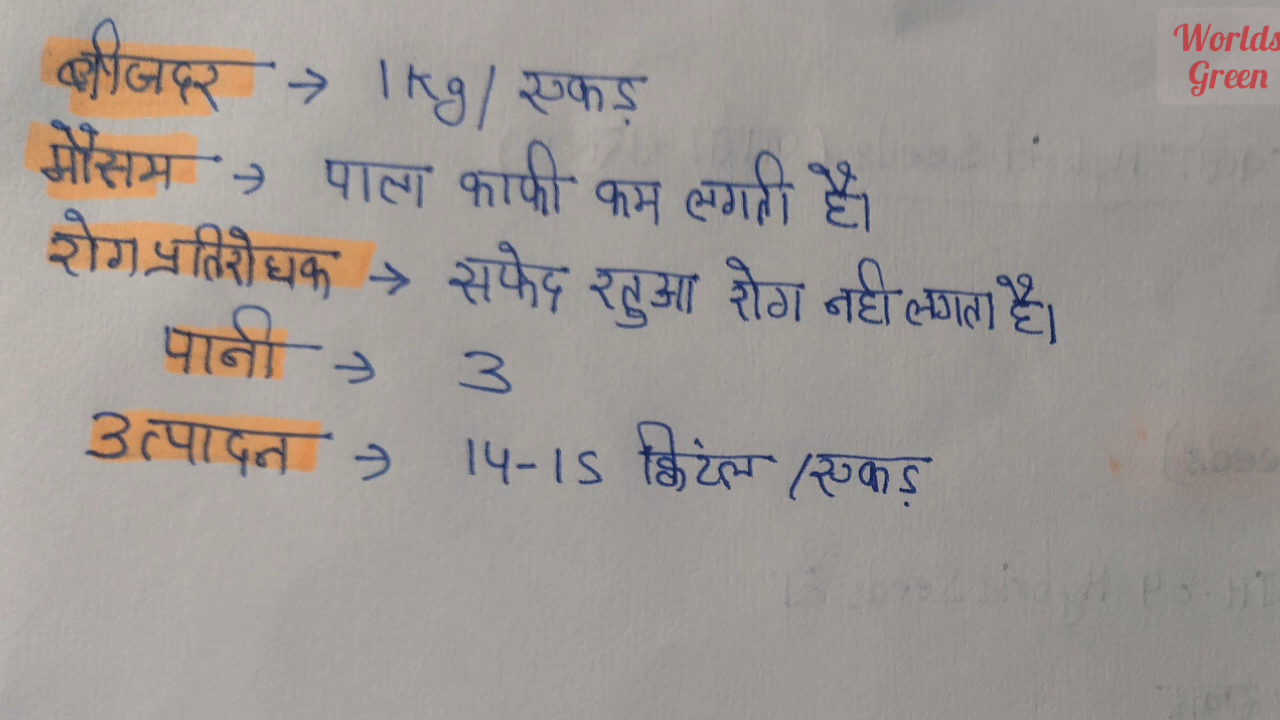 बीजदर → 1Kg / एकड़
मौसम → पाला काफी कम लगती है।
रोग प्रतिरोधक → सफेद रतुआ रोग नही लगता है।
पानी → 3
उत्पादन → 14-15 क्विंटल /एकड़
Worlds
Green